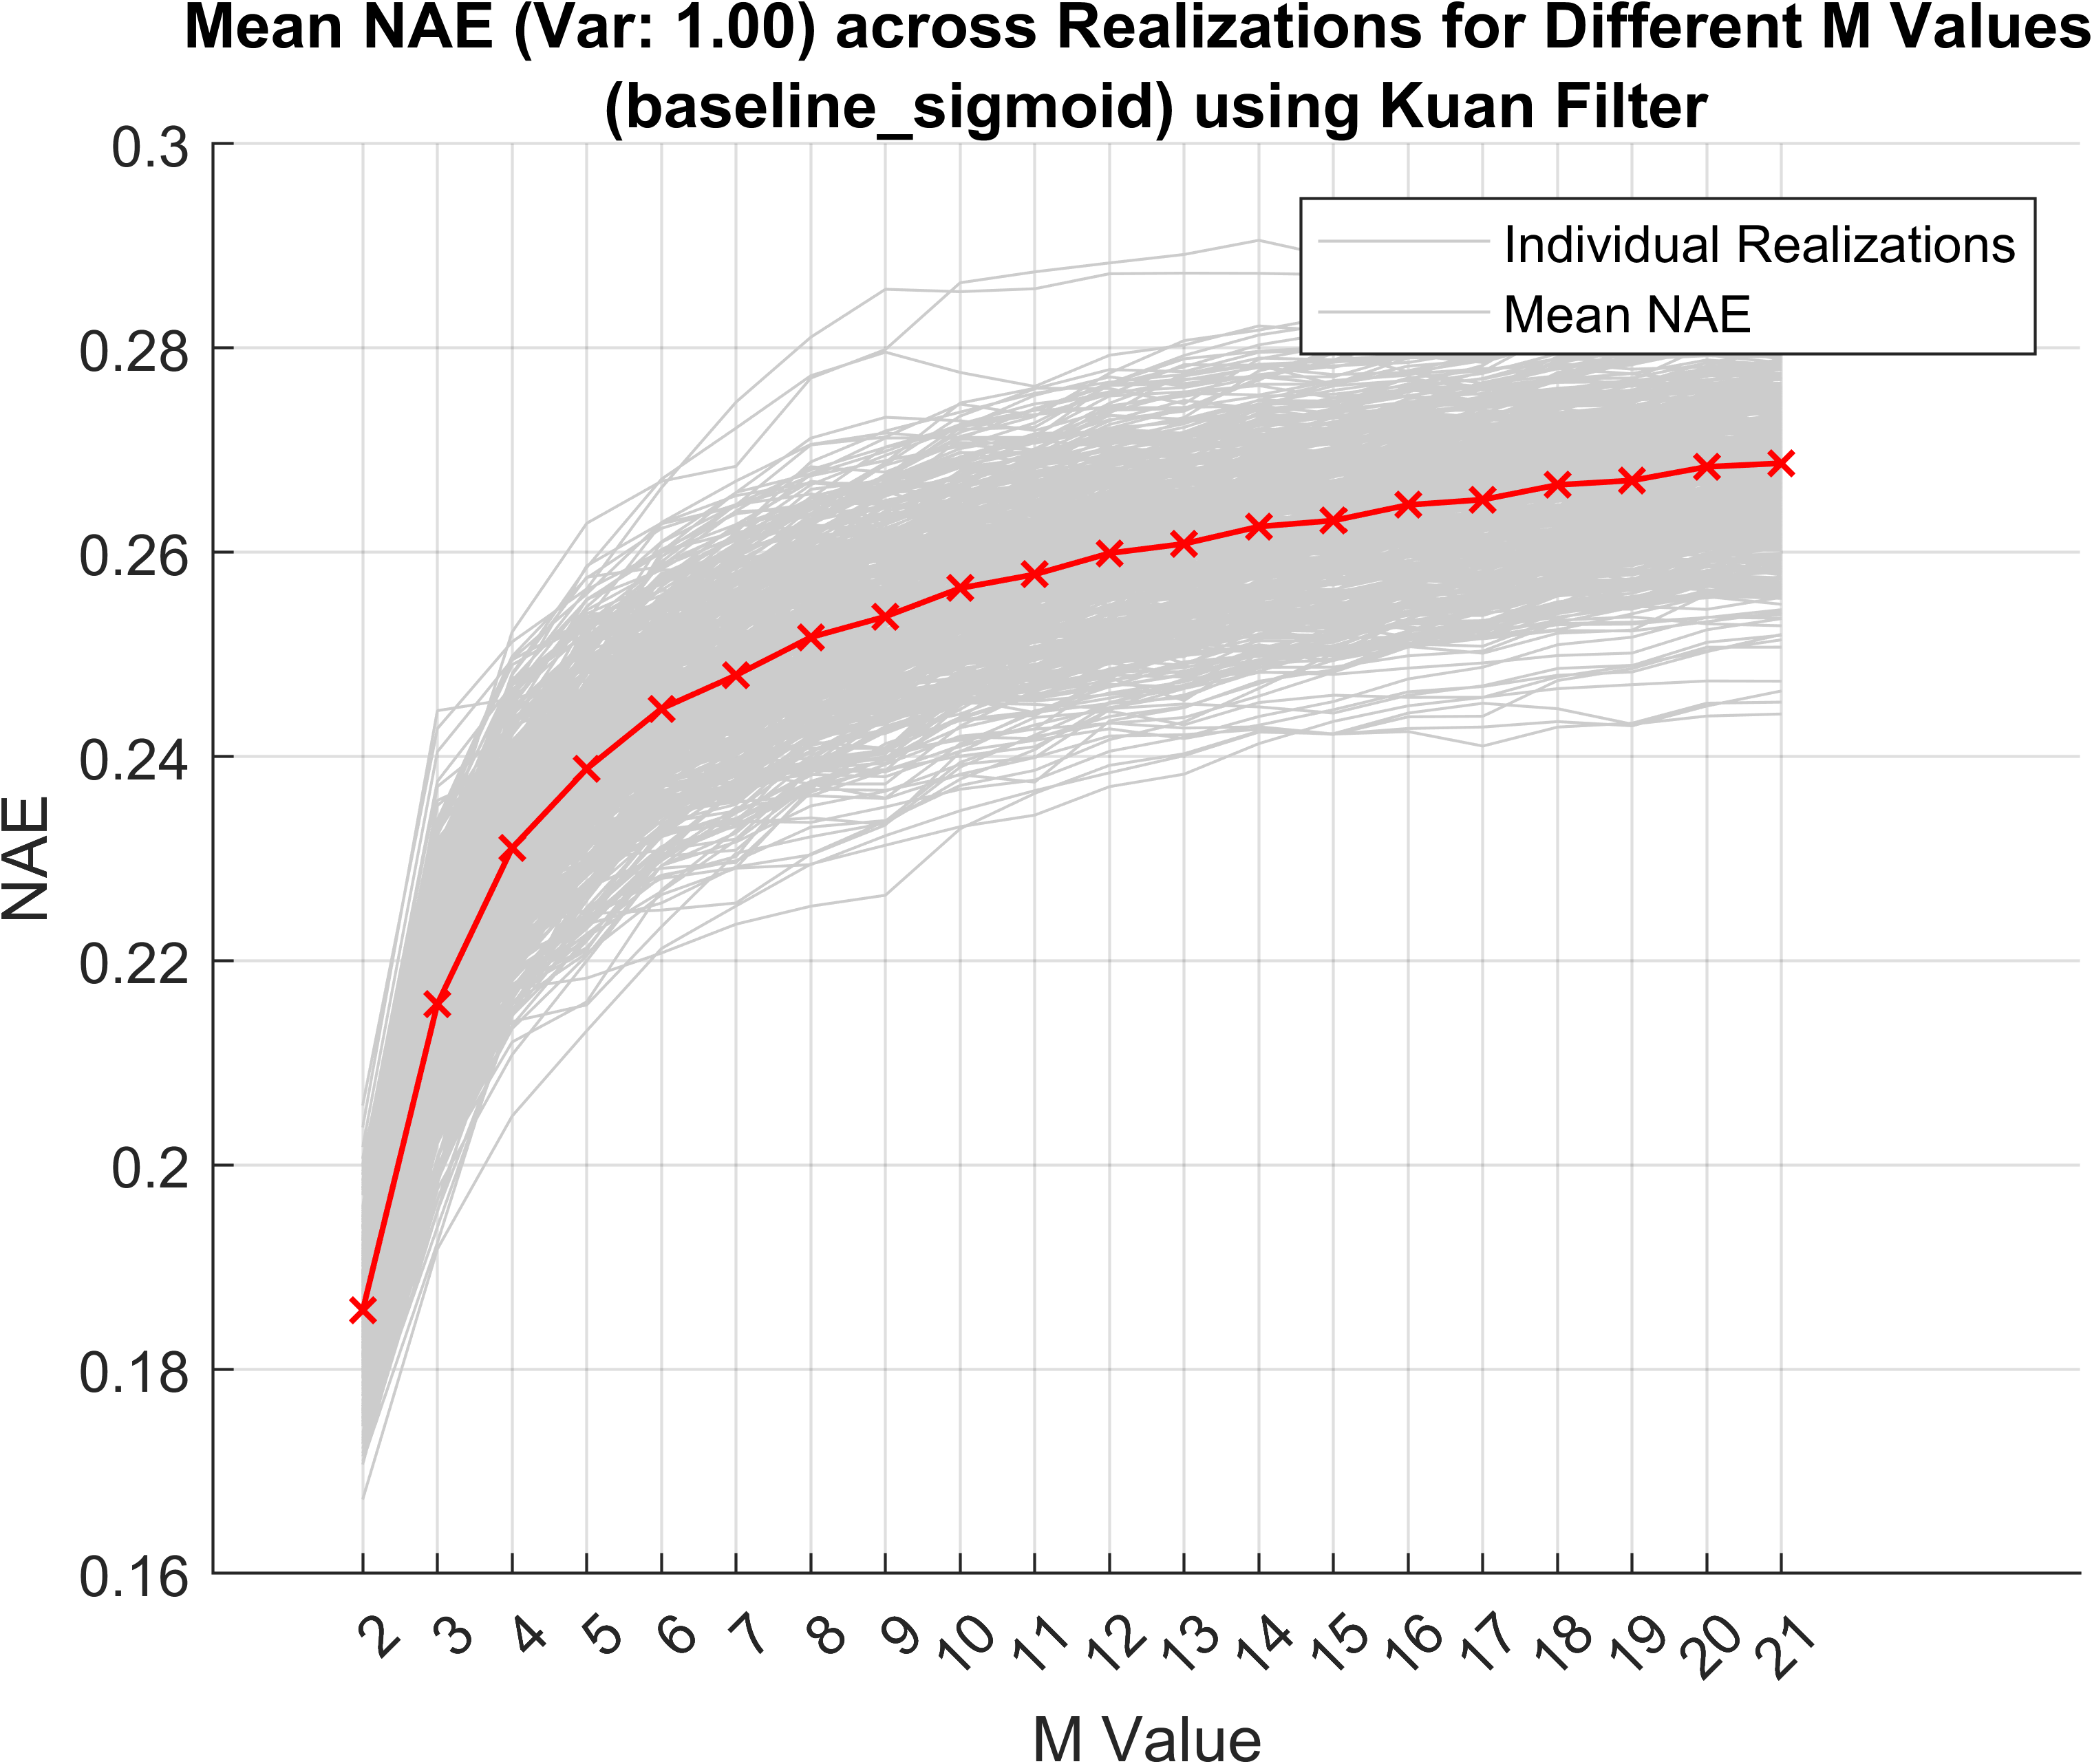 Mean NAE (Var: 1.00) across Realizations for Different M Values
(baseline_sigmoid) using Kuan Filter
0.3
Individual Realizations
Mean NAE
0.28
0.26
0.24
0.22
0.2
0.18
0.16
NAE
2 3 4 5 6 7 8 9 10 11 12 13 14 15 16 17 18 19 20 21
M Value